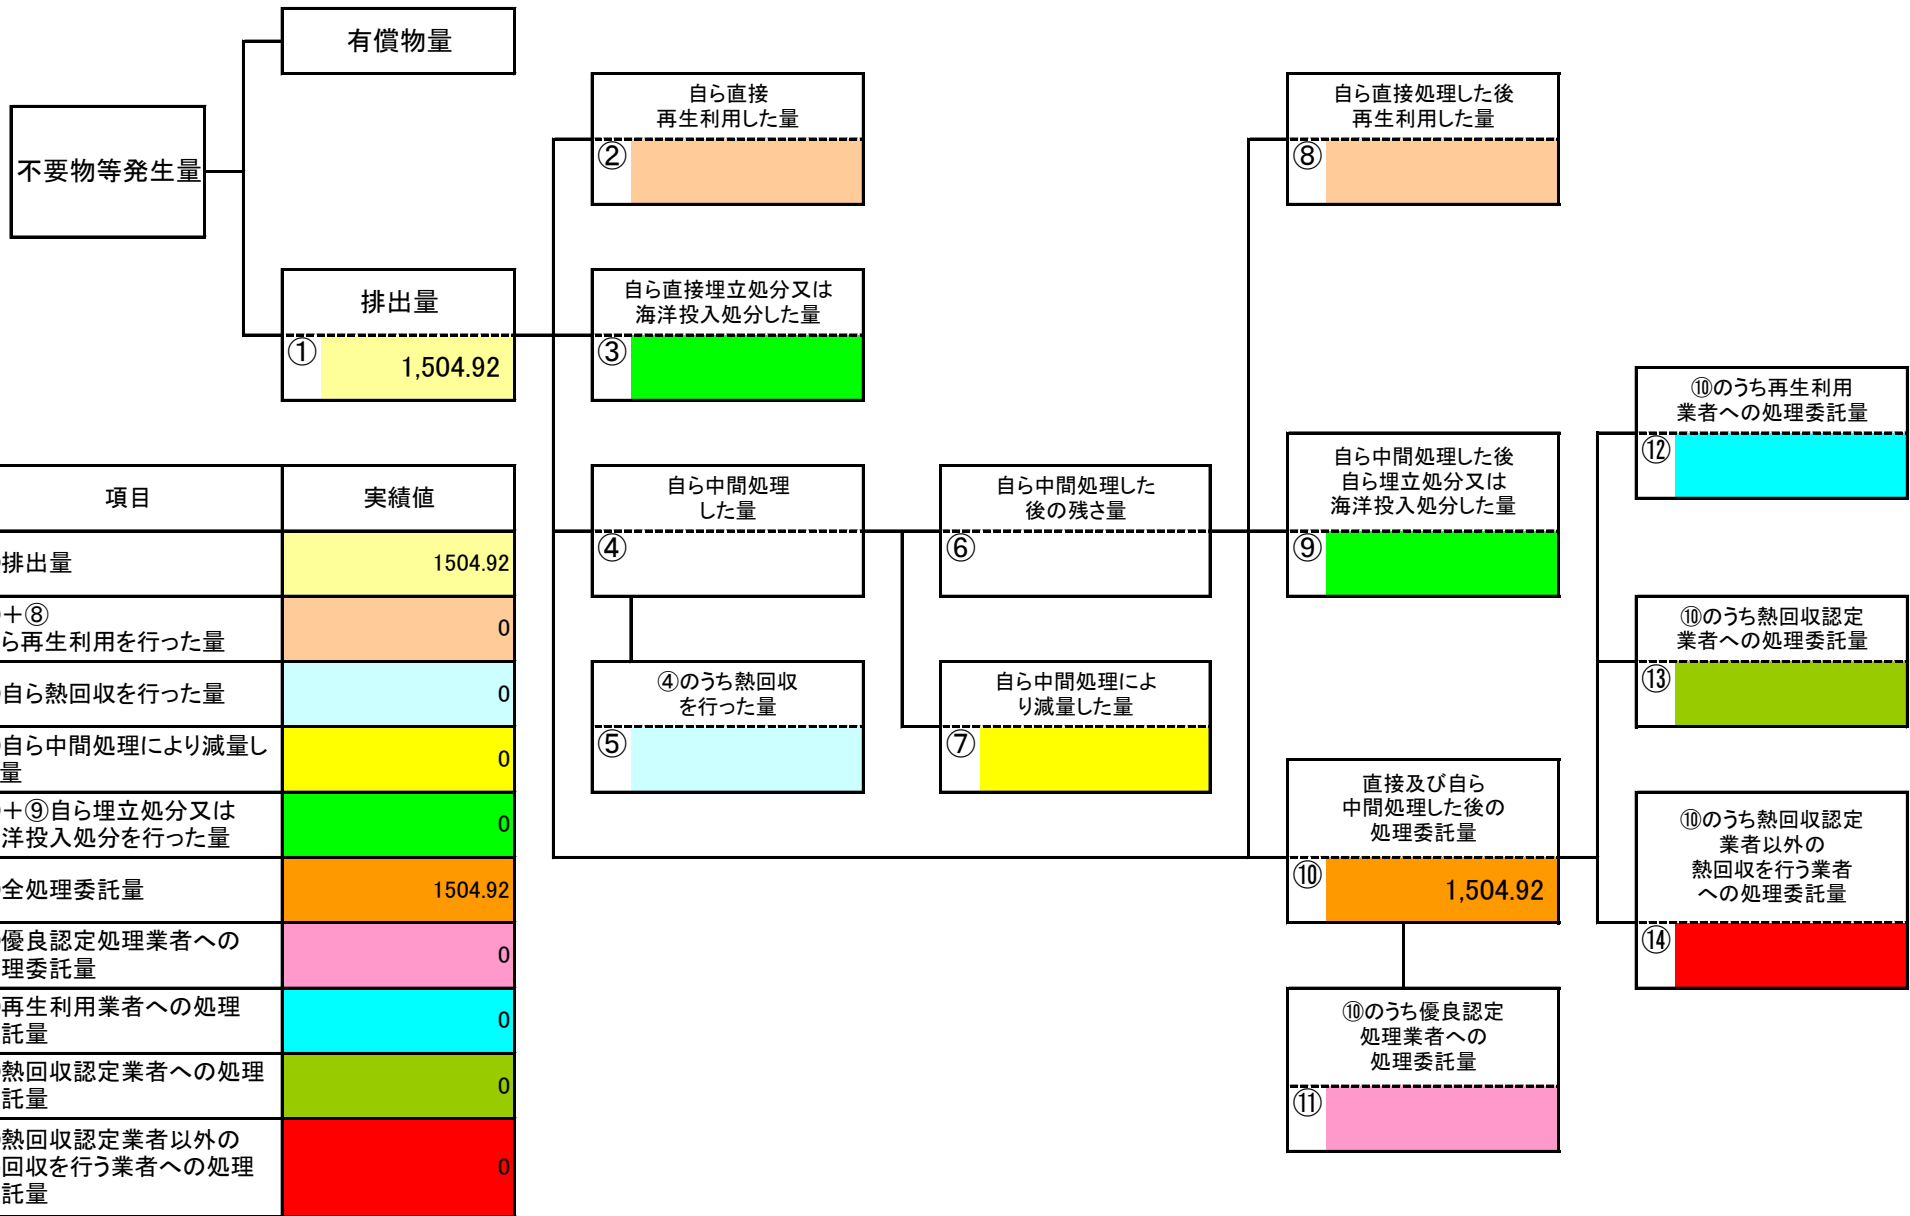 有償物量
不要物等発生量
排出量
①
1,504.92
自ら直接
再生利用した量
②
自ら直接埋立処分又は
海洋投入処分した量
③
自ら中間処理
した量
④
④のうち熱回収
を行った量
⑤
自ら中間処理した
後の残さ量
⑥
自ら中間処理によ
り減量した量
⑦
自ら直接処理した後
再生利用した量
⑧
自ら中間処理した後
自ら埋立処分又は
海洋投入処分した量
⑨
直接及び自ら
中間処理した後の
処理委託量
⑩
1,504.92
⑩のうち優良認定
処理業者への
処理委託量
⑪
⑩のうち再生利用
業者への処理委託量
⑫
⑩のうち熱回収認定
業者への処理委託量
⑬
⑩のうち熱回収認定
業者以外の
熱回収を行う業者
への処理委託量
⑭
項目 実績値
排出量 1504.92
+⑧
ら再生利用を行った量 0
自ら熱回収を行った量 0
自ら中間処理により減量し
量 0
+⑨自ら埋立処分又は
洋投入処分を行った量 0
全処理委託量 1504.92
優良認定処理業者への
理委託量 0
再生利用業者への処理
託量 0
熱回収認定業者への処理
託量 0
熱回収認定業者以外の
回収を行う業者への処理
託量 0